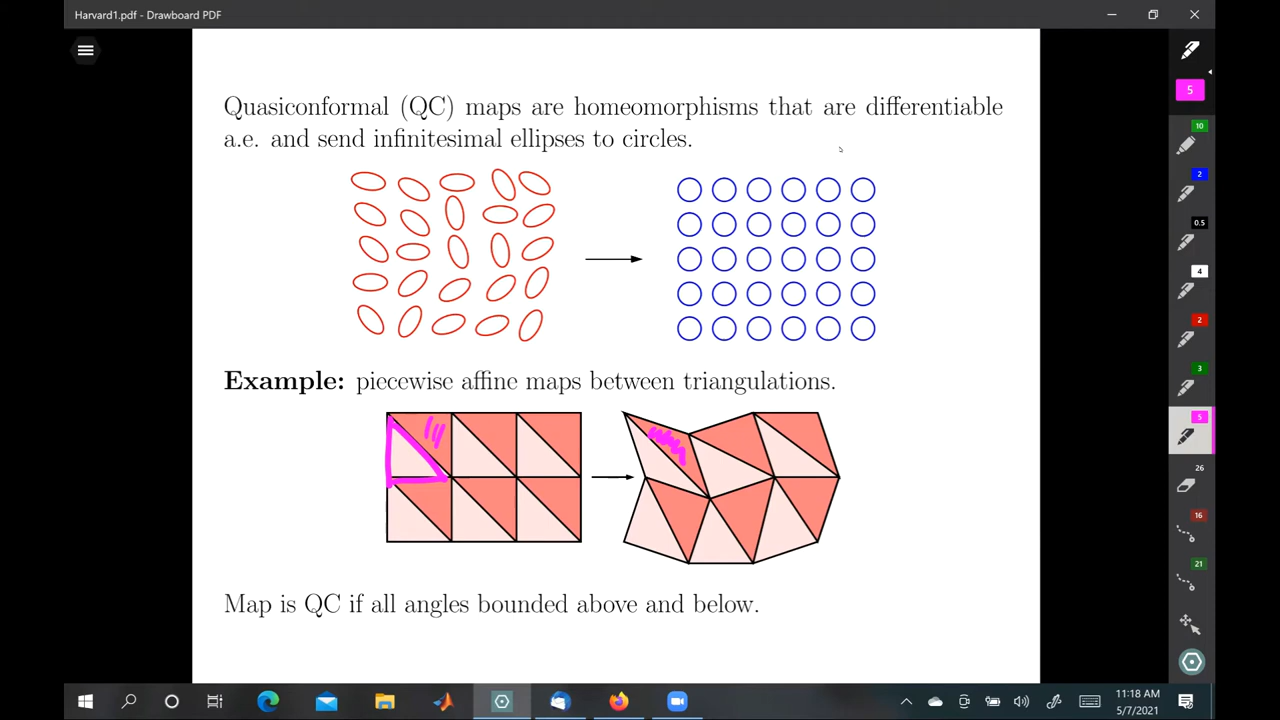 Harvard1.pdf - Drawboard PDF
Quasiconformal (QC) maps are homeomorphisms that are differentiable
a.e. and send infinitesimal ellipses to circles.
Example: piecewise affine maps between triangulations.
Map is QC if all angles bounded above and below.
5
10
2
0.5
4
2
3
5
26
16
21
11:18 AM
5/7/2021